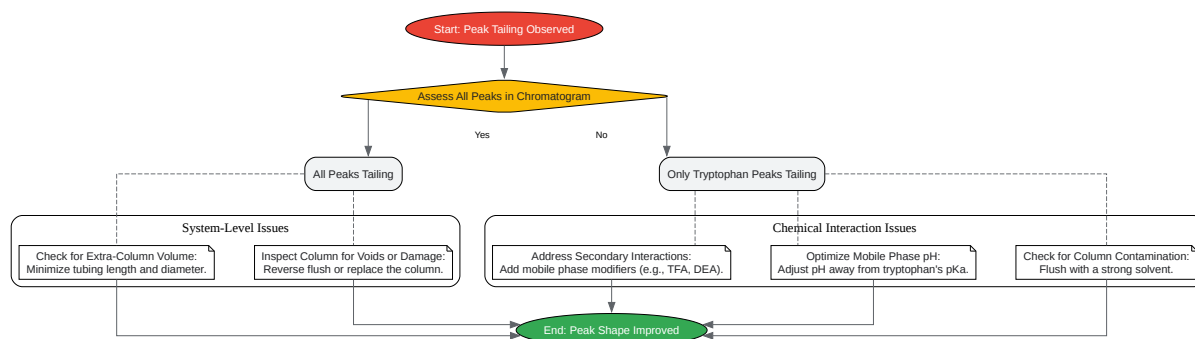 Start: Peak Tailing Observed
Assess All Peaks in Chromatogram
Yes
No
All Peaks Tailing
Only Tryptophan Peaks Tailing
System-Level Issues
Check for Extra-Column Volume:
Minimize tubing length and diameter.
Inspect Column for Voids or Damage:
Reverse flush or replace the column.
Chemical Interaction Issues
Address Secondary Interactions:
Add mobile phase modifiers (e.g., TFA, DEA).
Optimize Mobile Phase pH:
Adjust pH away from tryptophan's pKa.
Check for Column Contamination:
Flush with a strong solvent.
End: Peak Shape Improved